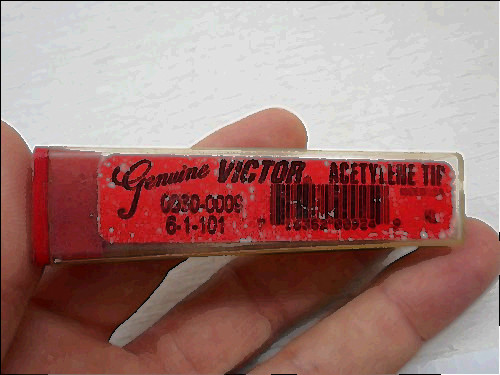 Genuine VICTOR ACETYLENE TIP
0330-0009
6-1-101